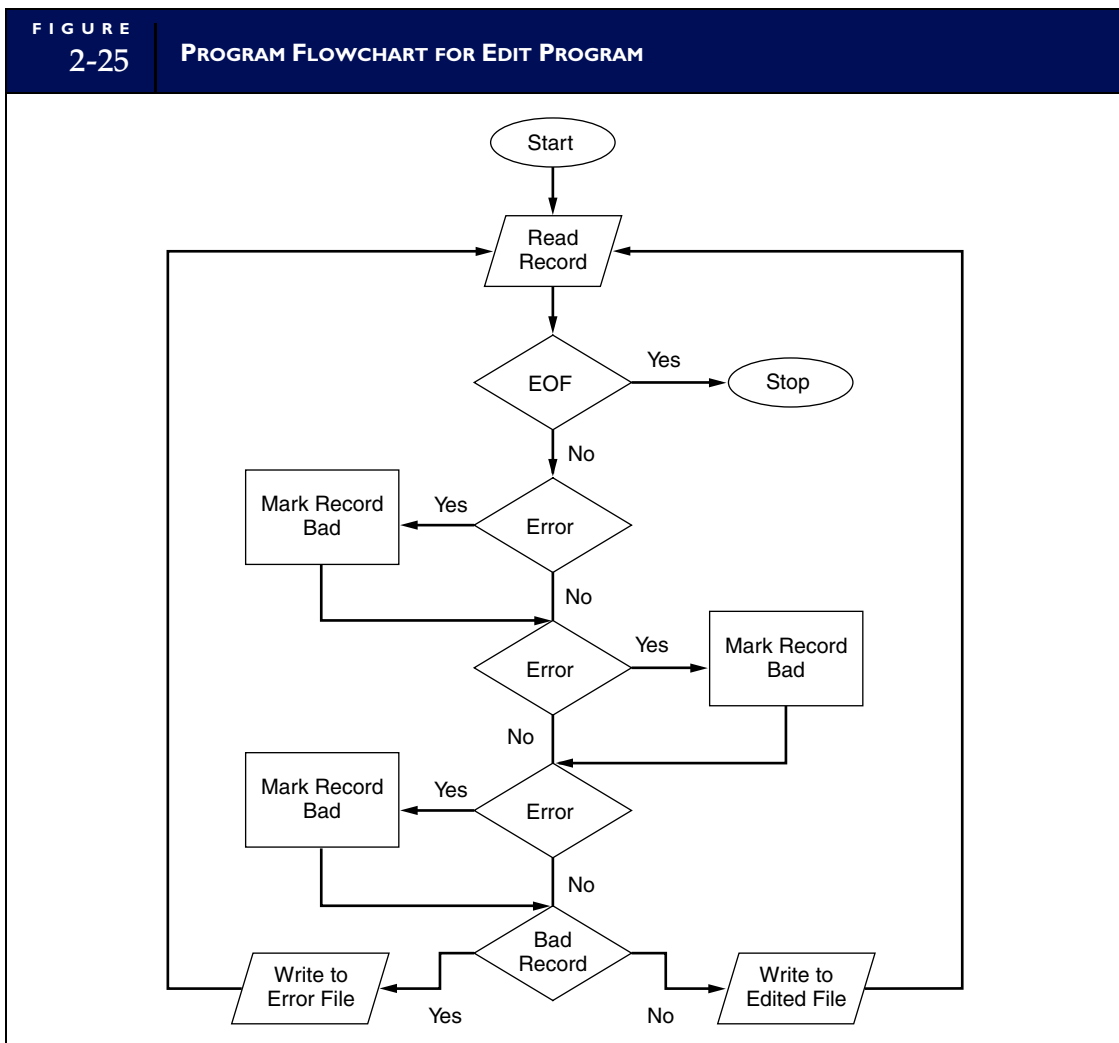 FIGURE
2-25
PROGRAM FLOWCHART FOR EDIT PROGRAM
Start
Read
Record
EOF
Yes
Stop
No
Mark Record
Bad
Yes
Error
No
Error
Yes
Mark Record
Bad
No
Mark Record
Bad
Yes
Error
No
Bad
Record
Write to
Error File
Yes
No
Write to
Edited File